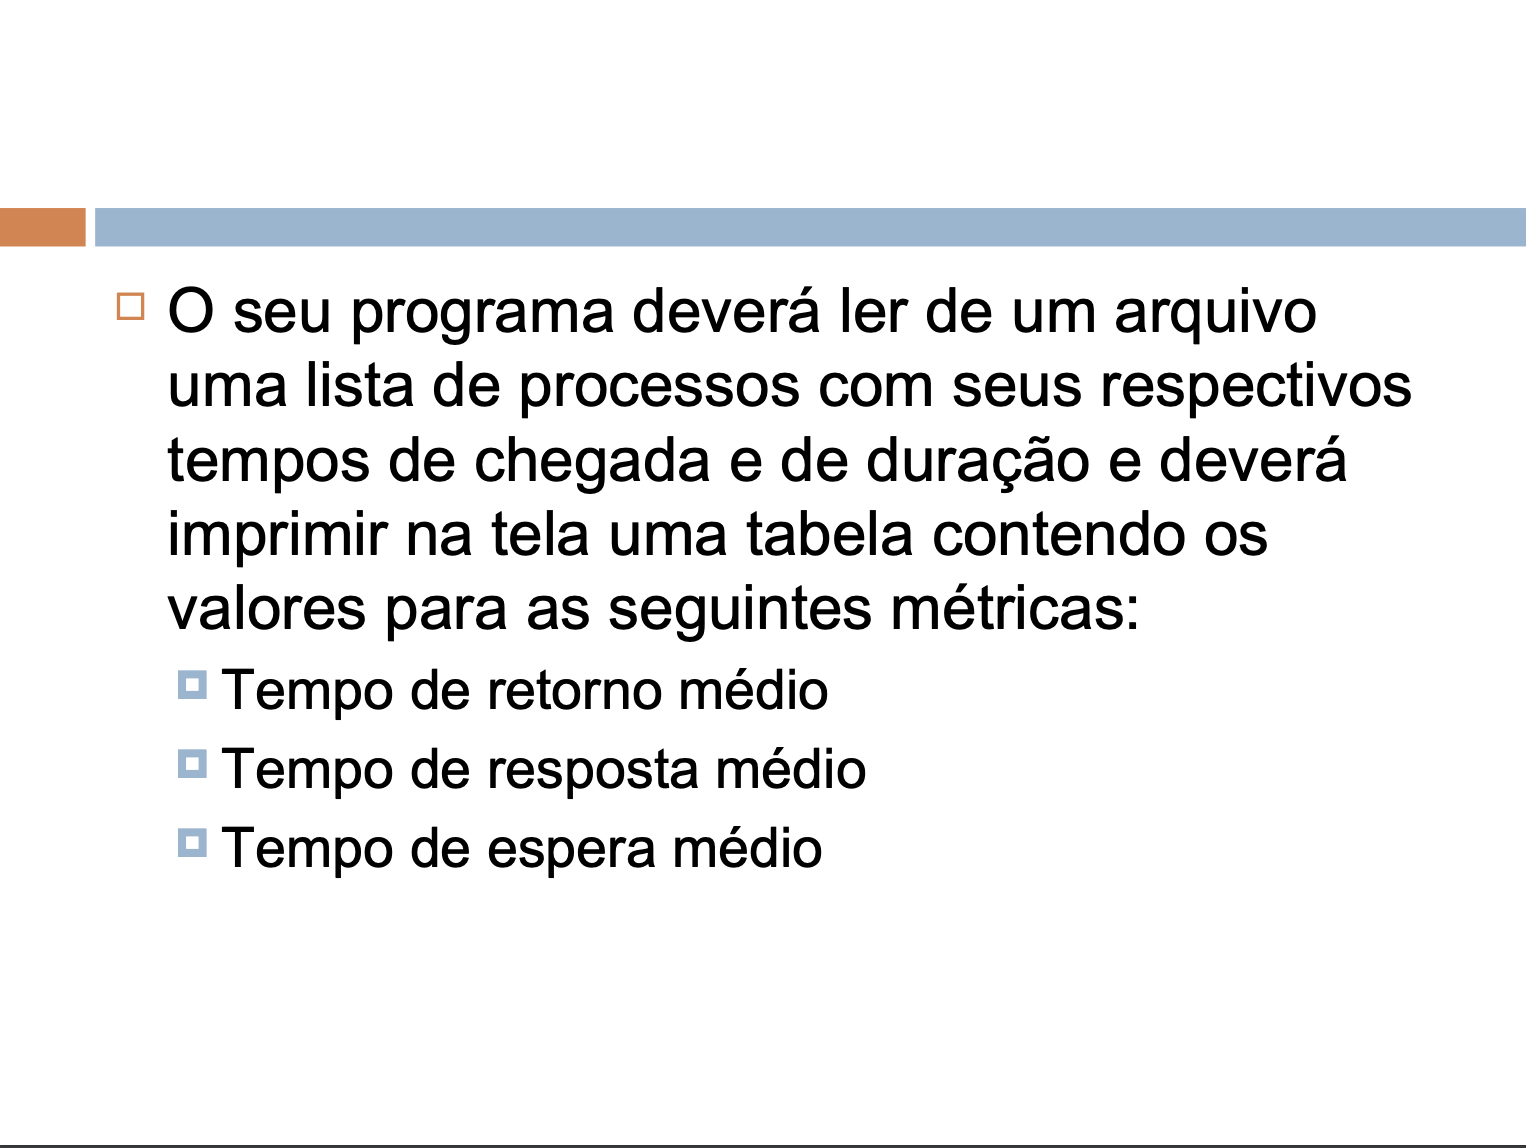 O seu programa deverá ler de um arquivo
uma lista de processos com seus respectivos
tempos de chegada e de duração e deverá
imprimir na tela uma tabela contendo os
valores para as seguintes métricas:
Tempo de retorno médio
Tempo de resposta médio
Tempo de espera médio